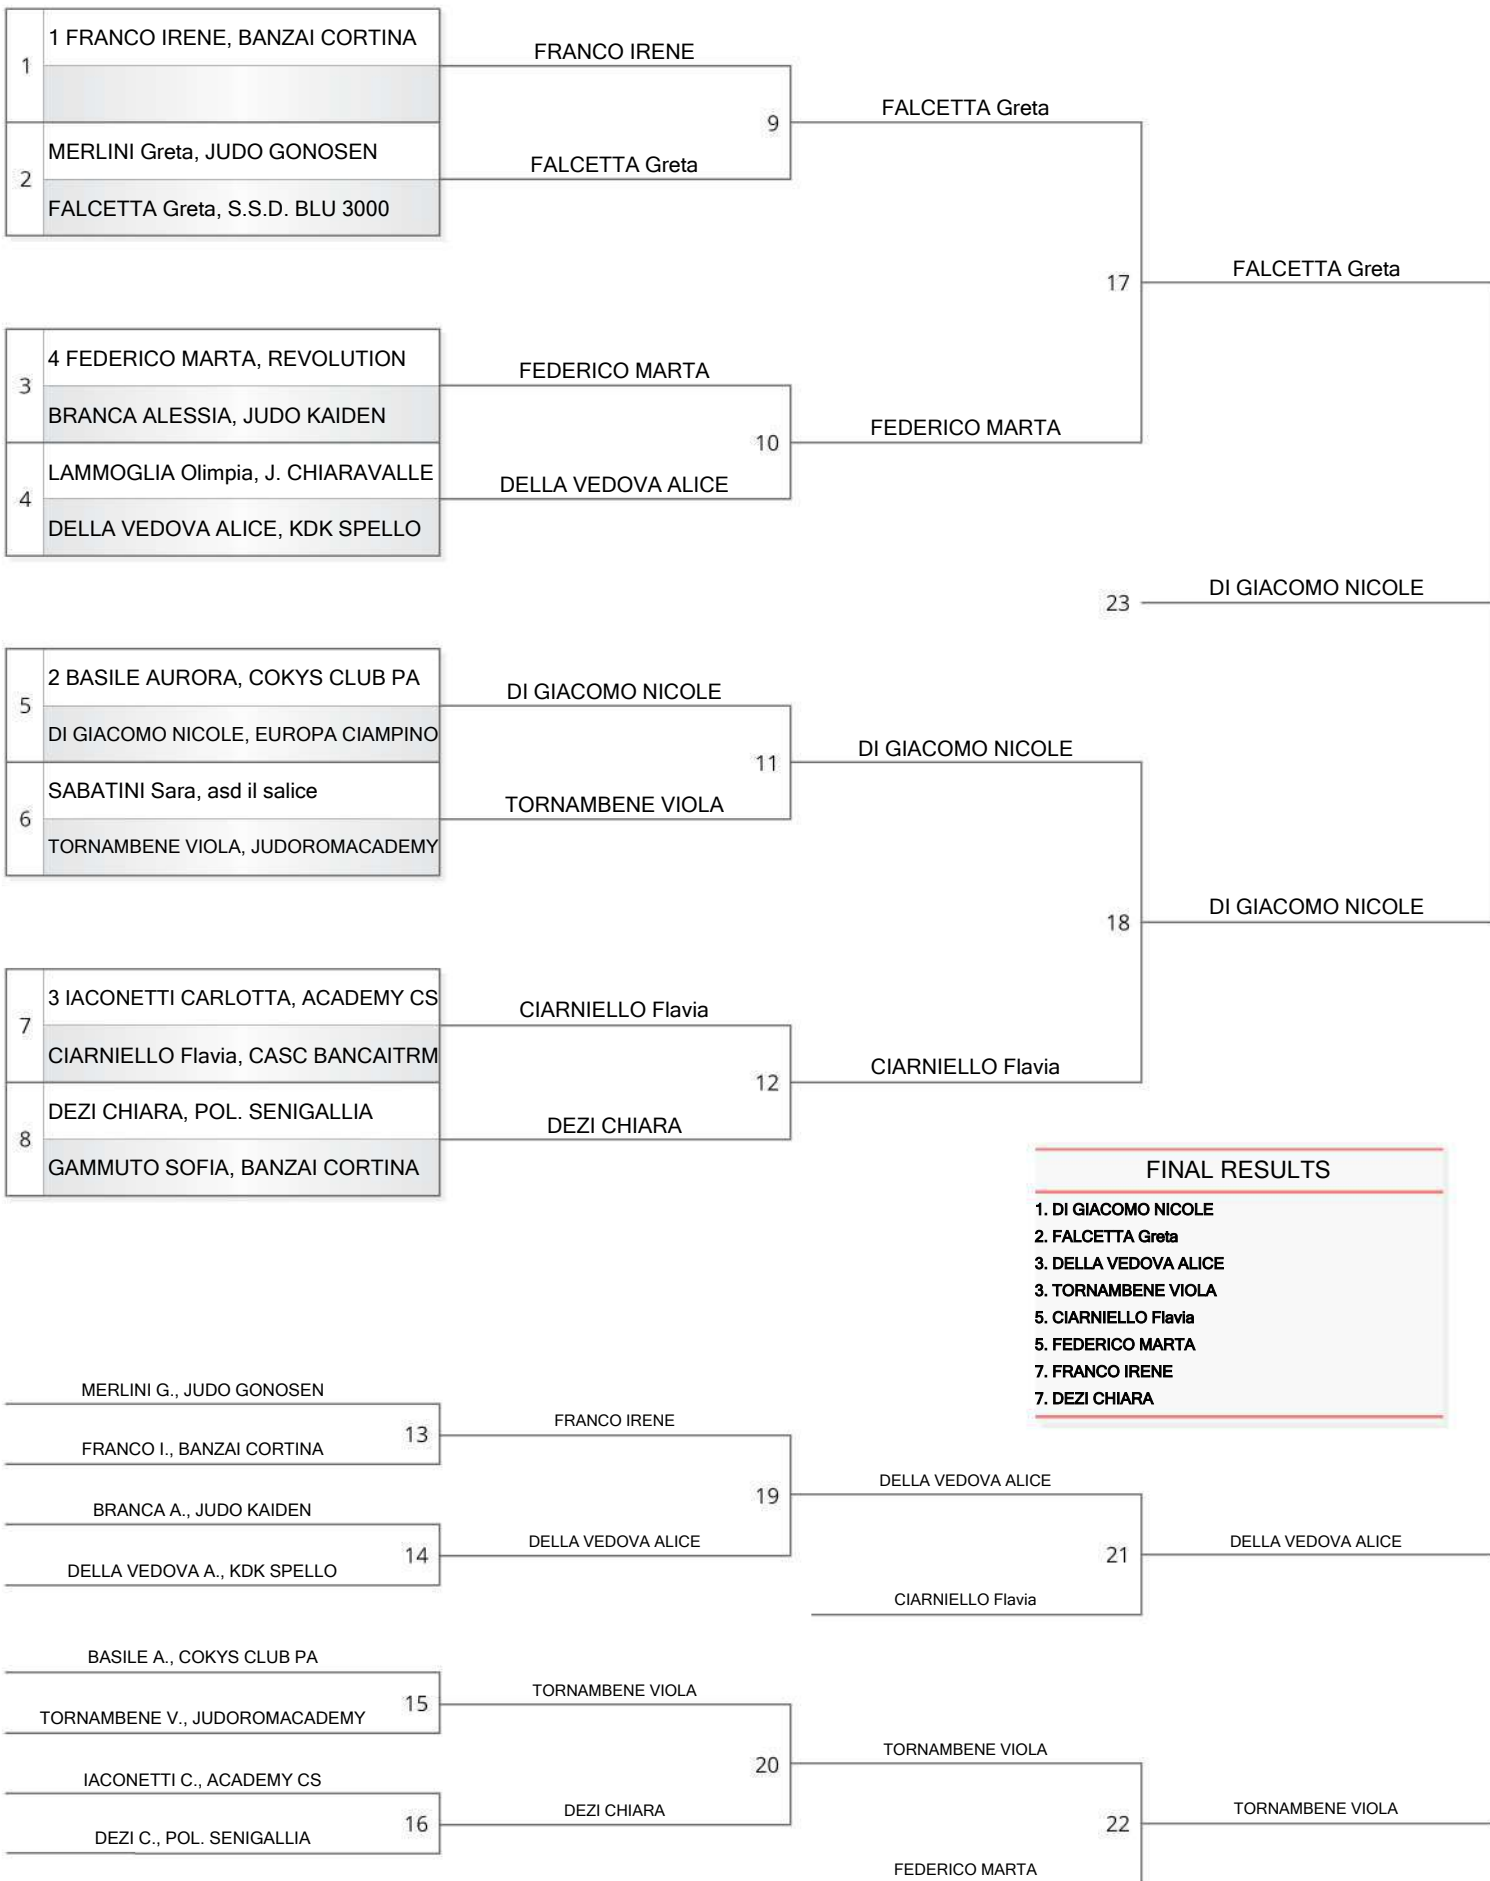 1 FRANCO IRENE, BANZAI CORTINA
1
FRANCO IRENE
9
FALCETTA Greta
MERLINI Greta, JUDO GONOSEN
2
FALCETTA Greta
FALCETTA Greta, S.S.D. BLU 3000
17
FALCETTA Greta
4 FEDERICO MARTA, REVOLUTION
3
FEDERICO MARTA
BRANCA ALESSIA, JUDO KAIDEN
10
FEDERICO MARTA
LAMMOGLIA Olimpia, J. CHIARAVALLE
4
DELLA VEDOVA ALICE
DELLA VEDOVA ALICE, KDK SPELLO
23
DI GIACOMO NICOLE
2 BASILE AURORA, COKYS CLUB PA
5
DI GIACOMO NICOLE
DI GIACOMO NICOLE, EUROPA CIAMPINO
11
DI GIACOMO NICOLE
SABATINI Sara, asd il salice
6
TORNAMBENE VIOLA
TORNAMBENE VIOLA, JUDOROMACADEMY
18
DI GIACOMO NICOLE
3 IACONETTI CARLOTTA, ACADEMY CS
7
CIARNIELLO Flavia
CIARNIELLO Flavia, CASC BANCAITRM
12
CIARNIELLO Flavia
DEZI CHIARA, POL. SENIGALLIA
8
DEZI CHIARA
GAMMUTO SOFIA, BANZAI CORTINA
FINAL RESULTS
1. DI GIACOMO NICOLE
2. FALCETTA Greta
3. DELLA VEDOVA ALICE
3. TORNAMBENE VIOLA
5. CIARNIELLO Flavia
5. FEDERICO MARTA
7. FRANCO IRENE
7. DEZI CHIARA
MERLINI G., JUDO GONOSEN
13
FRANCO IRENE
FRANCO I., BANZAI CORTINA
19
DELLA VEDOVA ALICE
BRANCA A., JUDO KAIDEN
14
DELLA VEDOVA ALICE
DELLA VEDOVA A., KDK SPELLO
21
DELLA VEDOVA ALICE
CIARNIELLO Flavia
BASILE A., COKYS CLUB PA
15
TORNAMBENE VIOLA
TORNAMBENE V., JUDOROMACADEMY
20
TORNAMBENE VIOLA
IACONETTI C., ACADEMY CS
16
DEZI CHIARA
DEZI C., POL. SENIGALLIA
22
TORNAMBENE VIOLA
FEDERICO MARTA